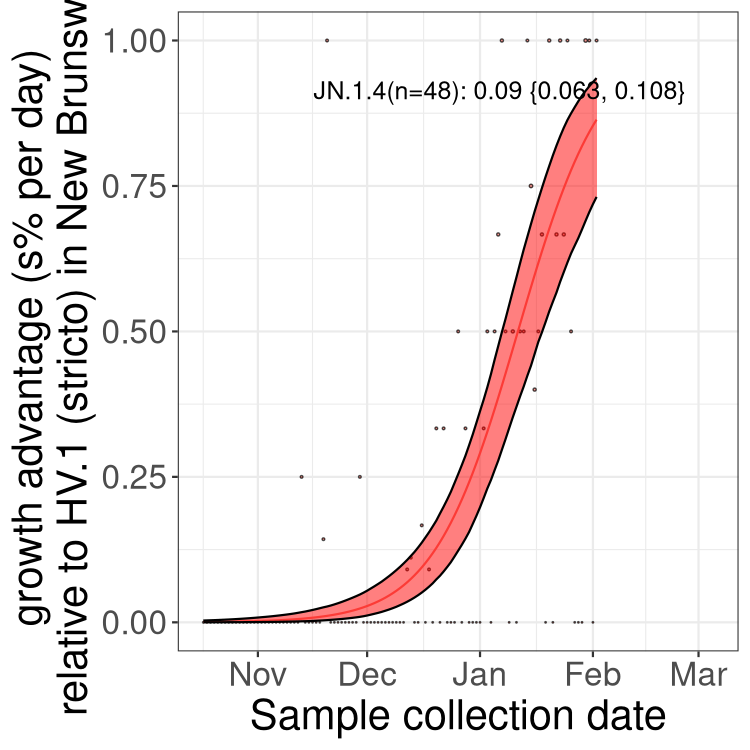 growth advantage (s% per day)
relative to HV.1 (stricto) in New Brunsw
1.00
0.75
0.50
0.25
0.00
JN.1.4(n=48): 0.09 {0.063, 0.108}
Nov Dec Jan Feb Mar
Sample collection date